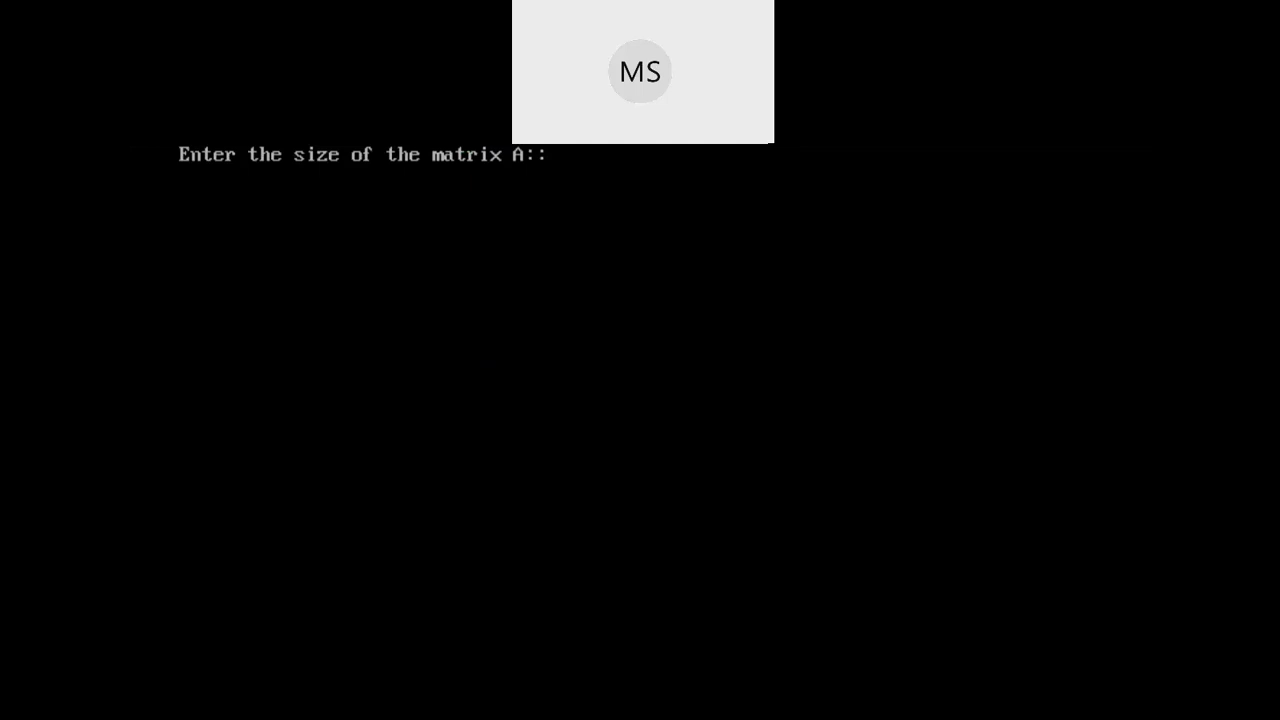 MS
Enter the size of the matrix A::